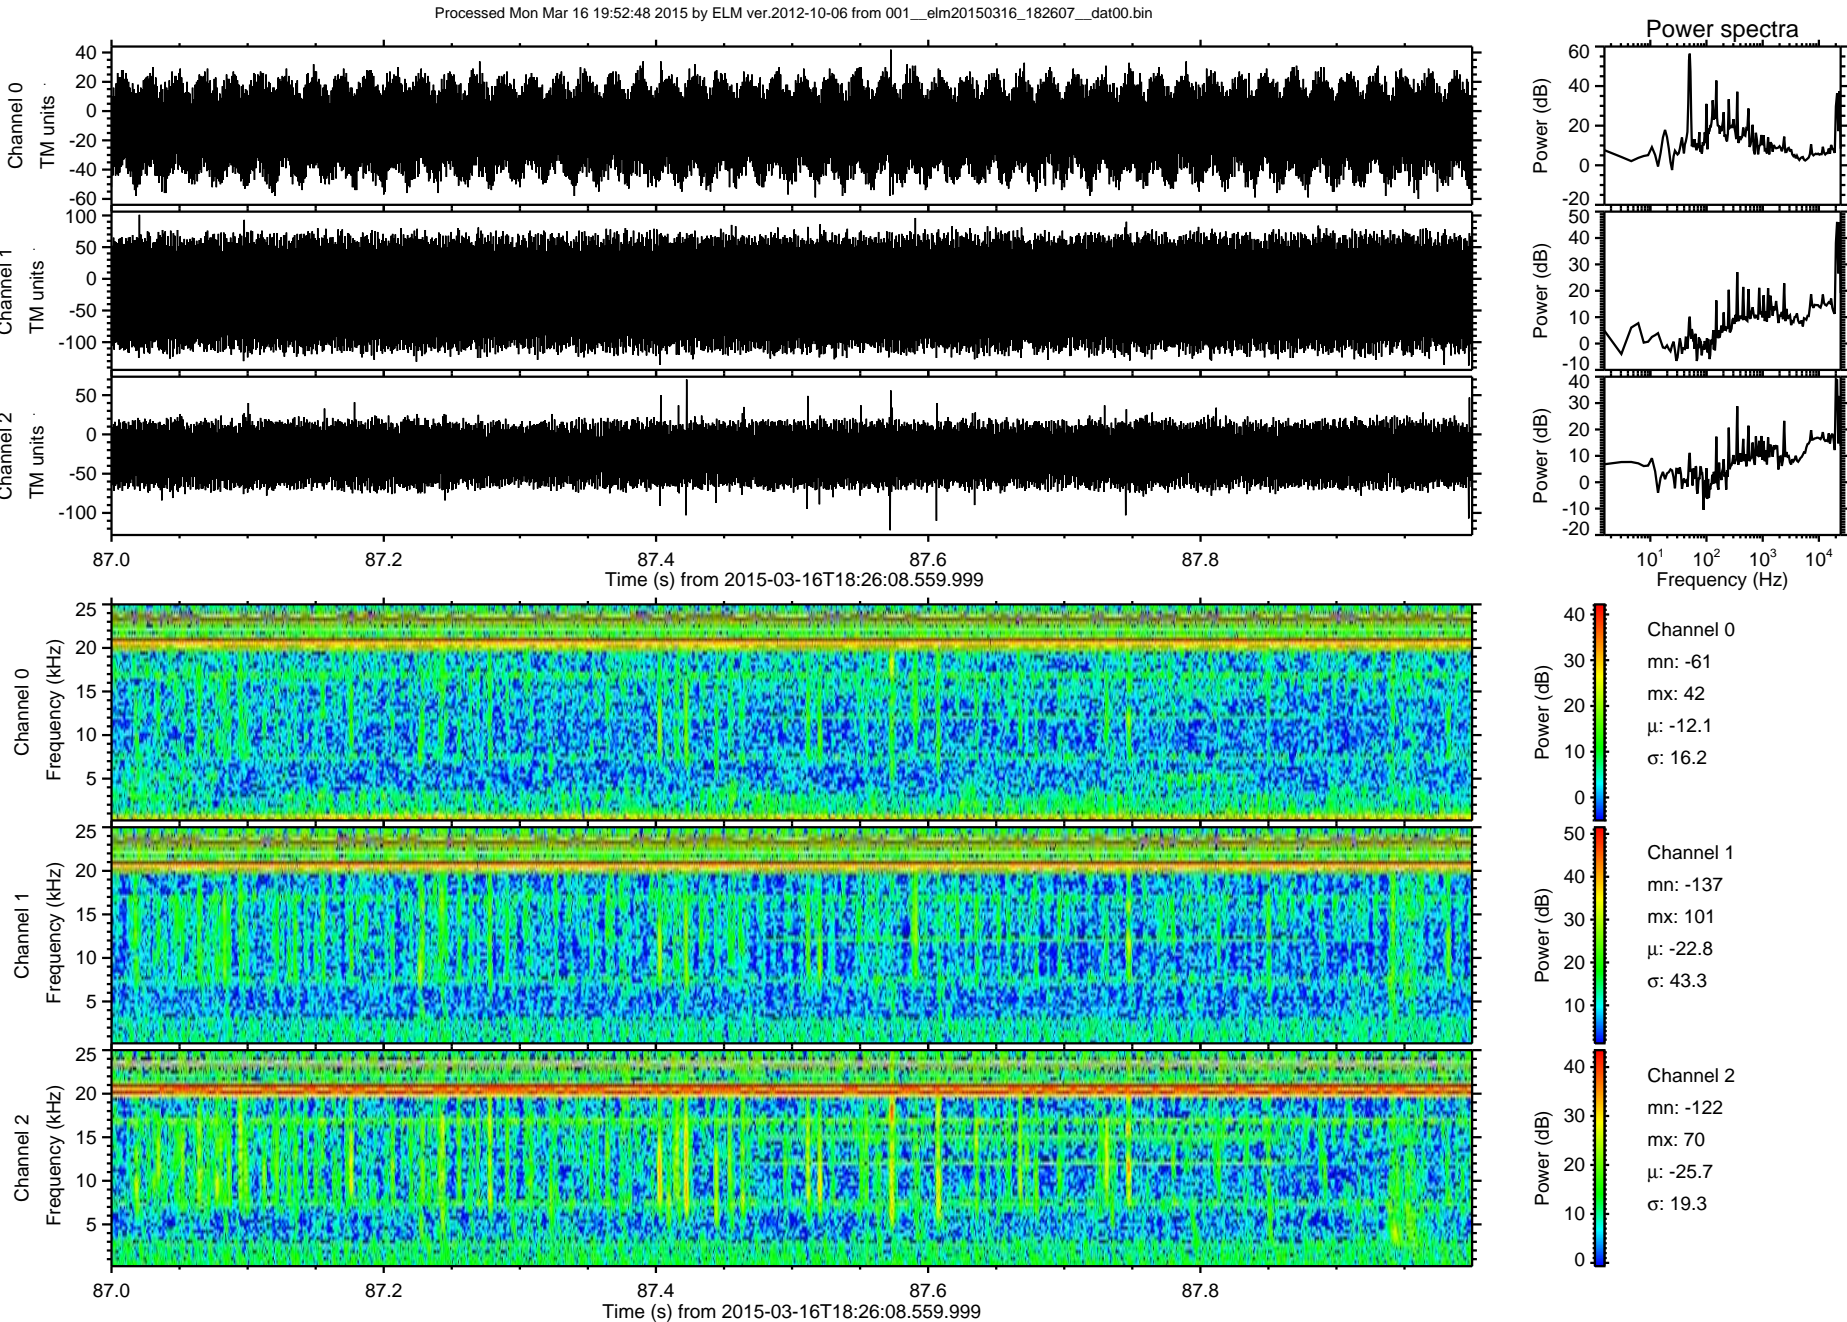 Processed Mon Mar 16 19:52:48 2015 by ELM ver.2012-10-06 from 001__elm20150316_182607__dat00.bin
Power spectra
Channel 0
TM units
40
20
0
-20
-40
-60
Power (dB)
60
40
20
0
-20
Channel 1
TM units
100
50
0
-50
-100
Power (dB)
50
40
30
20
10
0
-10
Channel 2
TM units
50
0
-50
-100
Power (dB)
40
30
20
10
0
-10
-20
87.0 87.2 87.4 87.6 87.8
Time (s) from 2015-03-16T18:26:08.559.999
10^1 10^2 10^3 10^4
Frequency (Hz)
Channel 0
Frequency (kHz)
25
20
15
10
5
Power (dB)
40
30
20
10
0
Channel 0
mn: -61
mx: 42
μ: -12.1
σ: 16.2
Channel 1
Frequency (kHz)
25
20
15
10
5
Power (dB)
50
40
30
20
10
Channel 1
mn: -137
mx: 101
μ: -22.8
σ: 43.3
Channel 2
Frequency (kHz)
25
20
15
10
5
Power (dB)
40
30
20
10
0
Channel 2
mn: -122
mx: 70
μ: -25.7
σ: 19.3
87.0 87.2 87.4 87.6 87.8
Time (s) from 2015-03-16T18:26:08.559.999